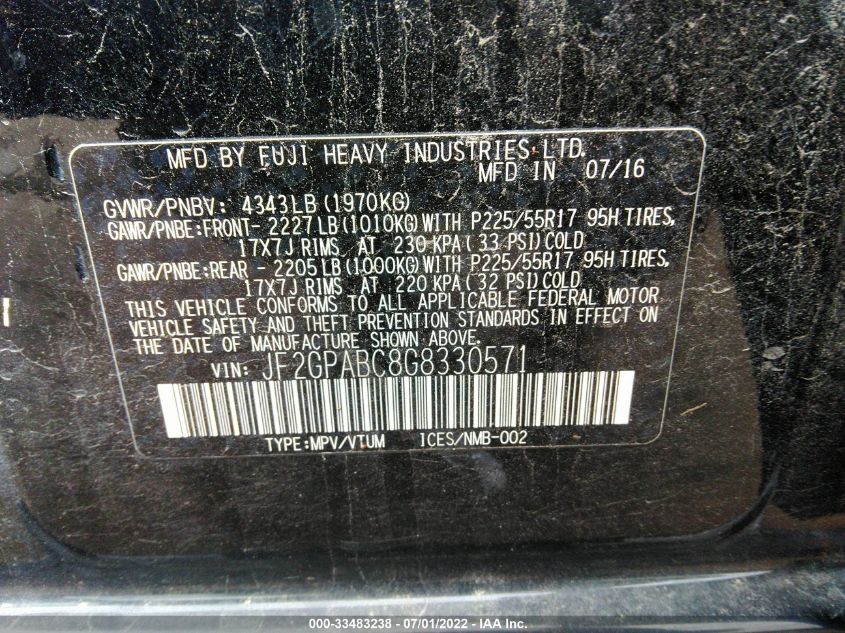 MFD BY FUJI HEAVY INDUSTRIES LTD.
MFD IN 07/16
GVWR/PNBV: 4343LB (1970KG)
GAWR/PNBE:FRONT- 2227LB(1010KG)WITH P225/55R17 95H TIRES,
17X7J RIMS AT 230 KPA( 33 PSI)COLD
GAWR/PNBE:REAR - 2205LB(1000KG)WITH P225/55R17 95H TIRES,
17X7J RIMS AT 220 KPA( 32 PSI)COLD
THIS VEHICLE CONFORMS TO ALL APPLICABLE FEDERAL MOTOR
VEHICLE SAFETY AND THEFT PREVENTION STANDARDS IN EFFECT ON
THE DATE OF MANUFACTURE SHOWN ABOVE.
VIN: JF2GPABC8G8330571
TYPE:MPV/VTUM ICES/NMB-002
000-33483238 - 07/01/2022 - IAA Inc.